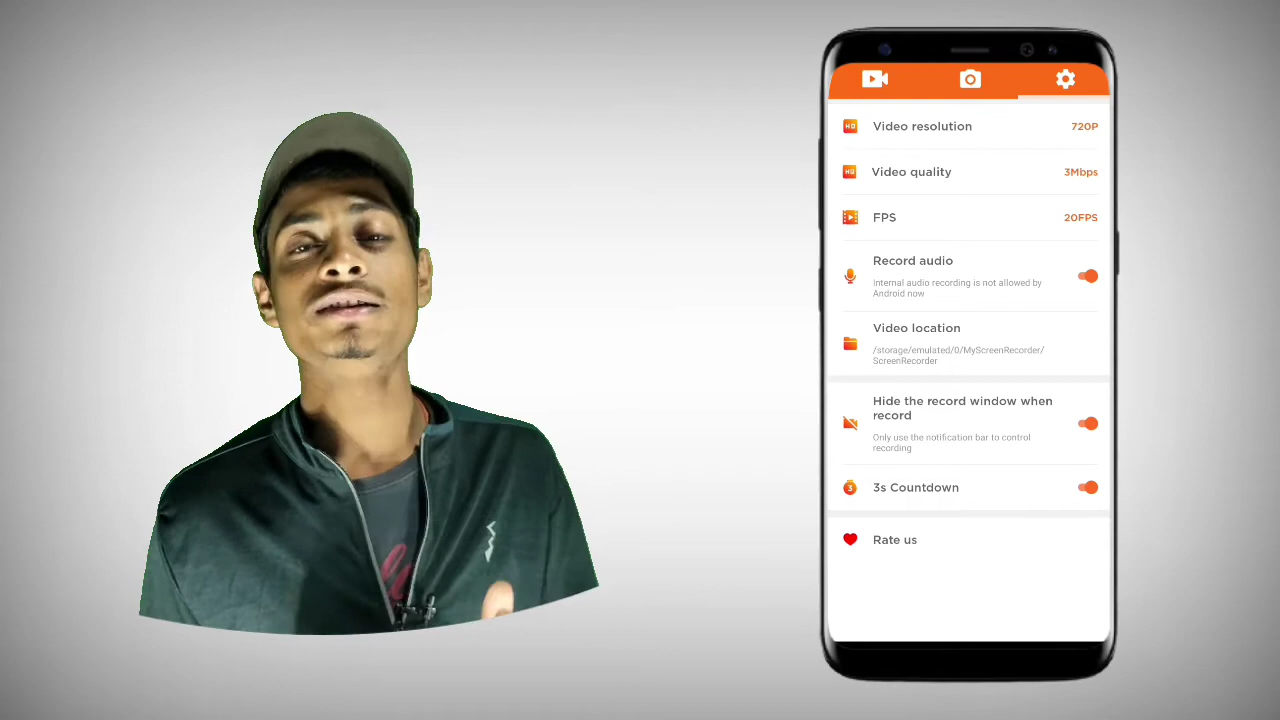 Video resolution 720P
Video quality 3Mbps
FPS 20FPS
Record audio
Internal audio recording is not allowed by
Android now
Video location
/storage/emulated/0/MyScreenRecorder/
ScreenRecorder
Hide the record window when
record
Only use the notification bar to control
recording
3s Countdown
Rate us